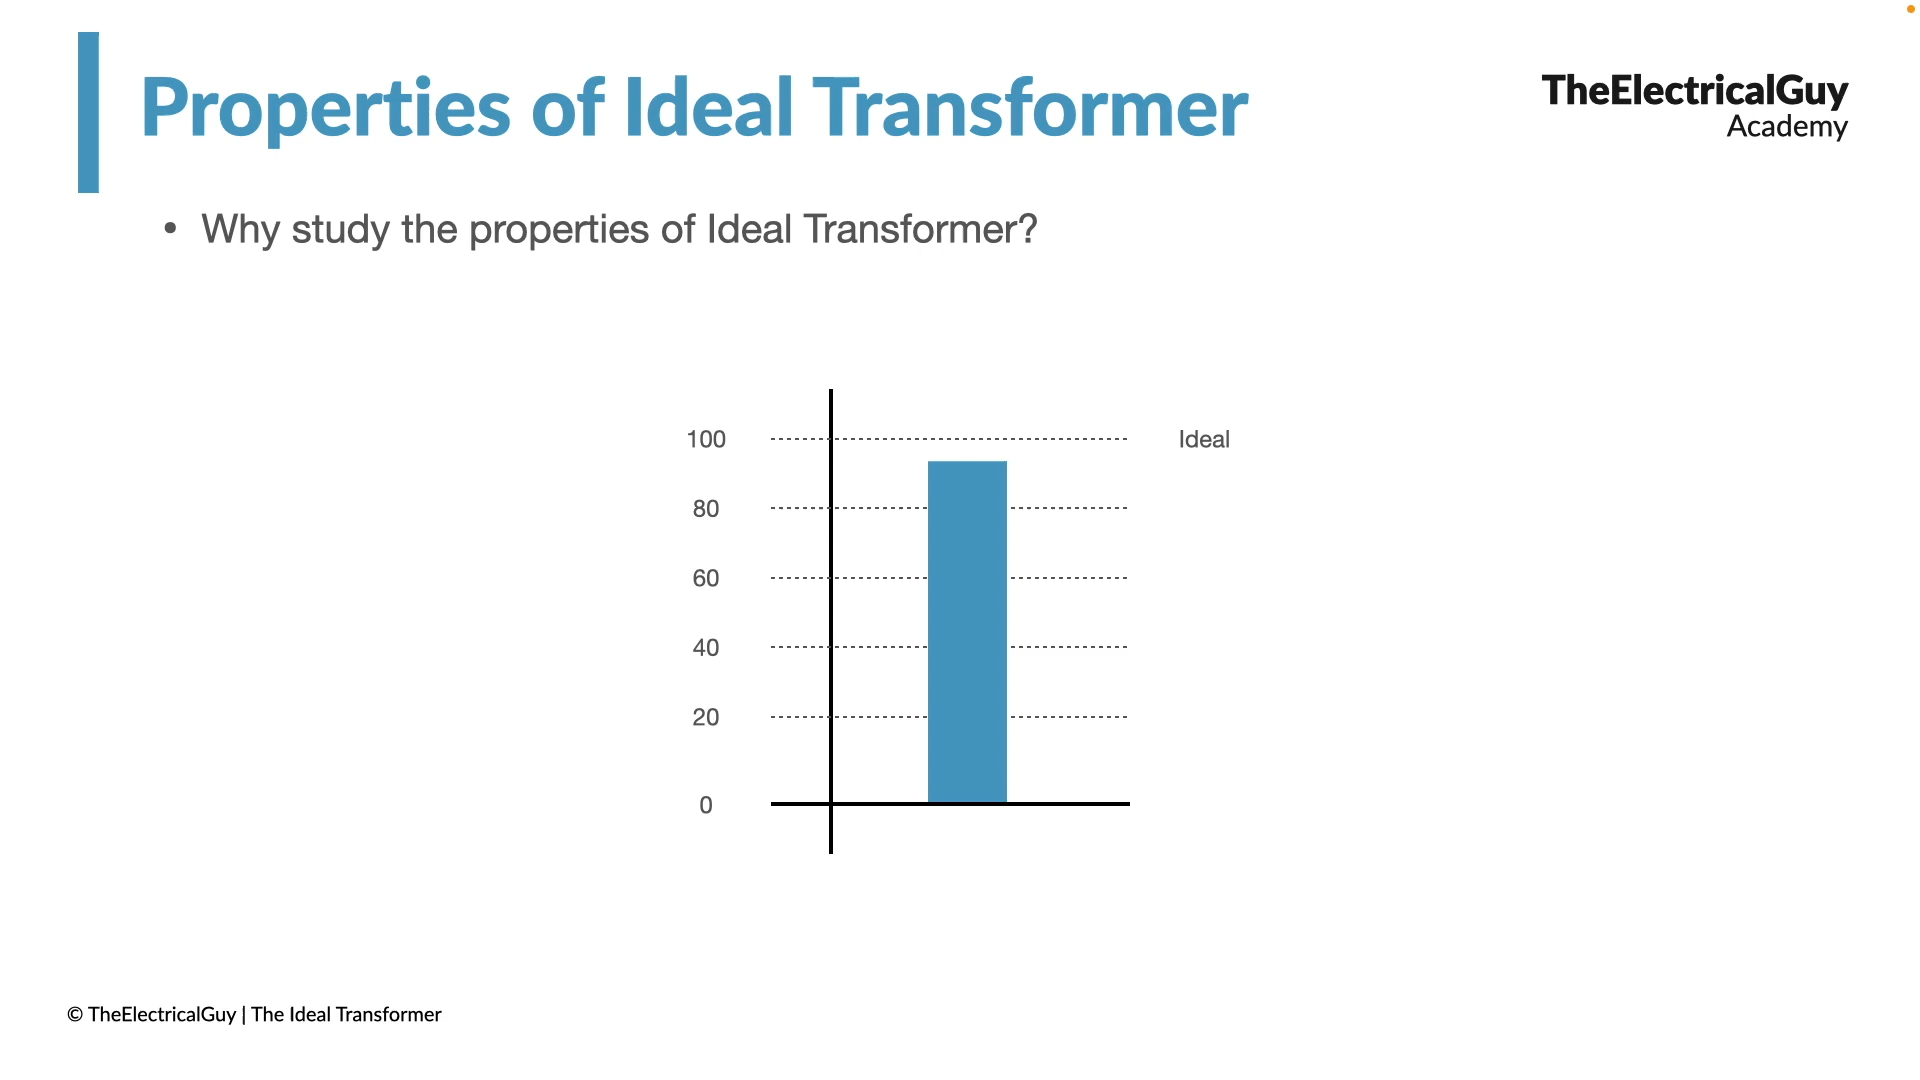 Properties of Ideal Transformer
TheElectricalGuy
Academy
• Why study the properties of Ideal Transformer?
100
Ideal
80
60
40
20
0
© TheElectricalGuy | The Ideal Transformer